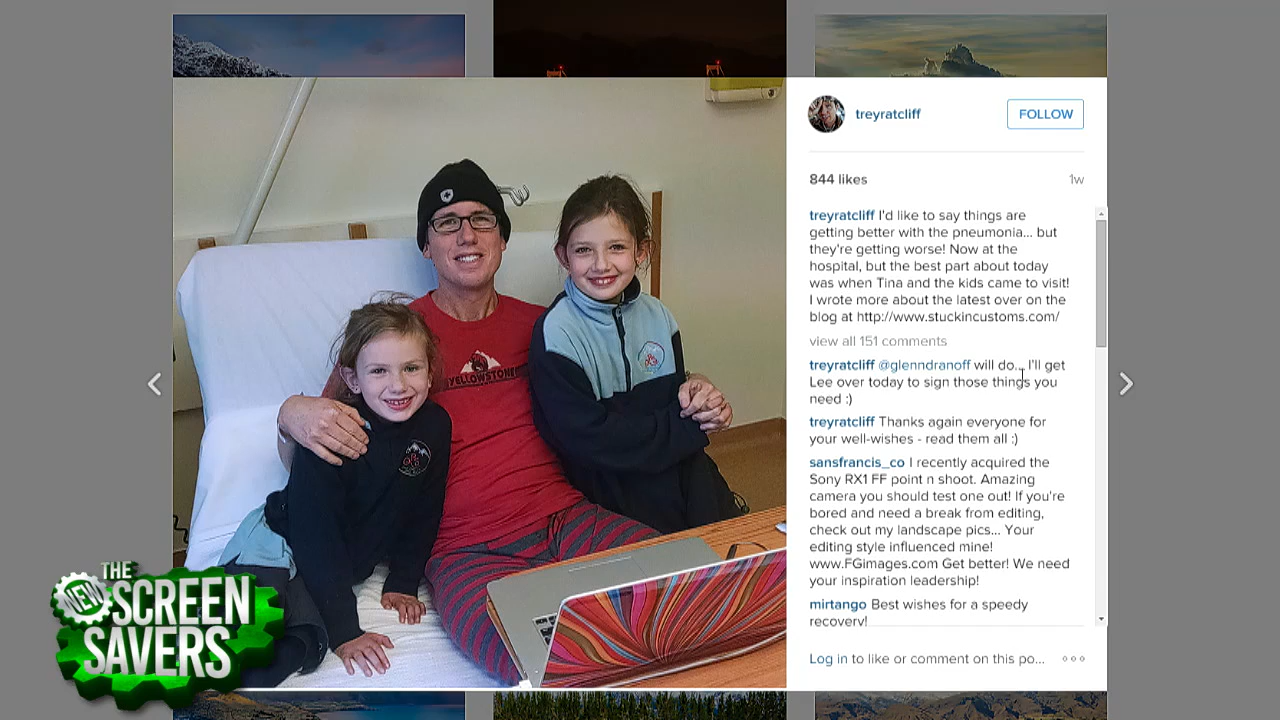 treyratcliff
FOLLOW
844 likes
1w
treyratcliff I'd like to say things are
getting better with the pneumonia... but
they're getting worse! Now at the
hospital, but the best part about today
was when Tina and the kids came to visit!
I wrote more about the latest over on the
blog at http://www.stuckincustoms.com/
view all 151 comments
treyratcliff @glenndranoff will do... I'll get
Lee over today to sign those things you
need :)
treyratcliff Thanks again everyone for
your well-wishes - read them all :)
sansfrancis_co I recently acquired the
Sony RX1 FF point n shoot. Amazing
camera you should test one out! If you're
bored and need a break from editing,
check out my landscape pics... Your
editing style influenced mine!
www.FGimages.com Get better! We need
your inspiration leadership!
mirtango Best wishes for a speedy
recovery!
Log in to like or comment on this po...
YELLOWSTONE
THE
NEW
SCREEN
SAVERS